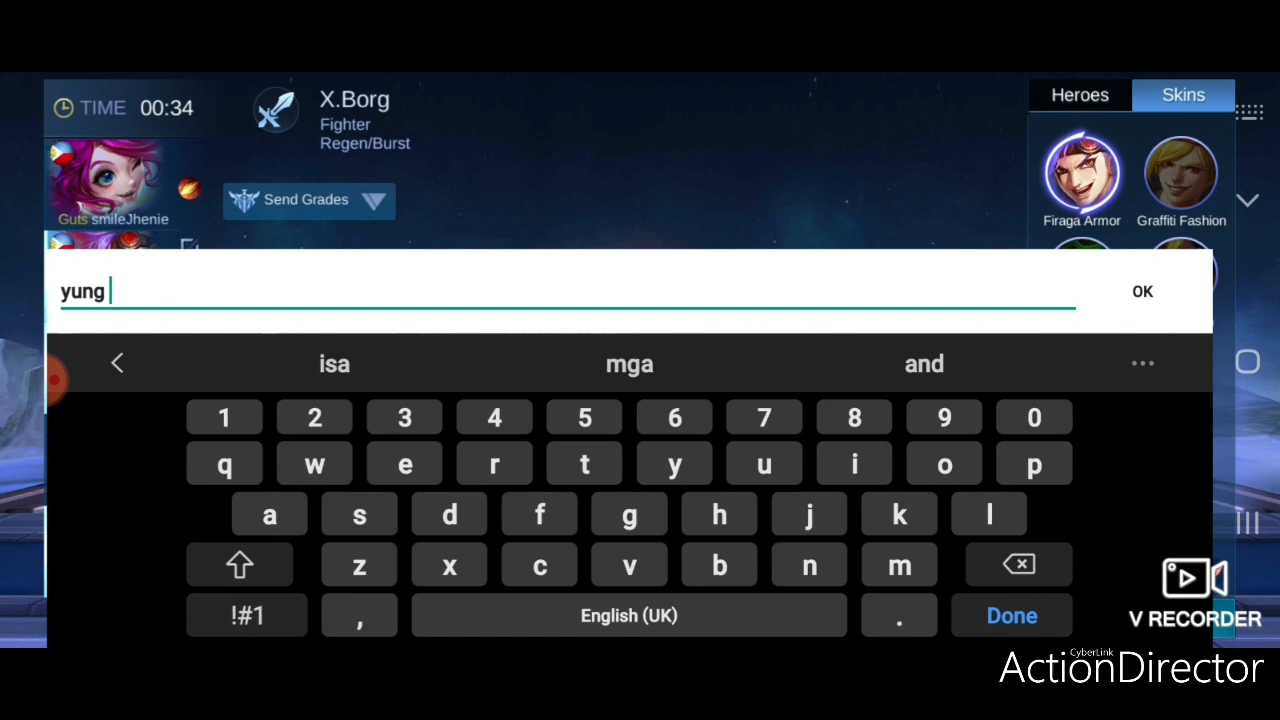 TIME 00:34
X.Borg
Fighter
Regen/Burst
Heroes Skins
Send Grades
Guts smileJhenie
Firaga Armor Graffiti Fashion
yung
OK
isa mga and
1 2 3 4 5 6 7 8 9 0
q w e r t y u i o p
a s d f g h j k l
z x c v b n m
!#1 , English (UK) . Done
V RECORDER
CyberLink
ActionDirector